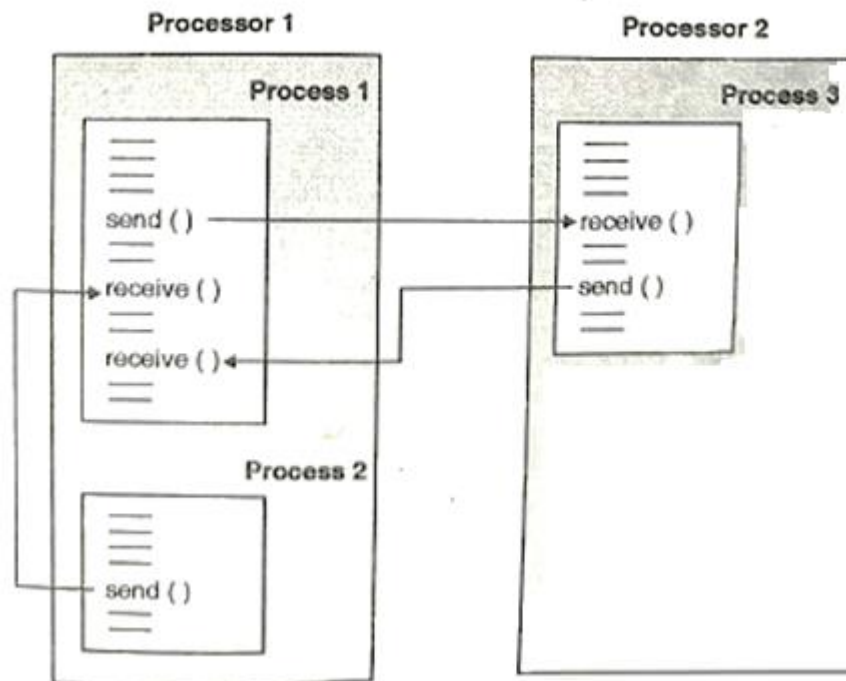 Processor 1
Processor 2
Process 1
Process 3
send ( )
receive ( )
receive ( )
send ( )
receive ( )
Process 2
send ( )